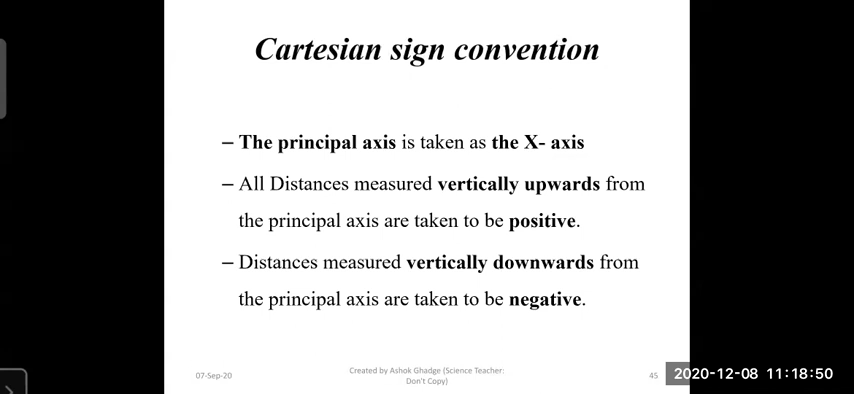 Cartesian sign convention
– The principal axis is taken as the X- axis
– All Distances measured vertically upwards from
the principal axis are taken to be positive.
– Distances measured vertically downwards from
the principal axis are taken to be negative.
07-Sep-20
Created by Ashok Ghadge (Science Teacher:
Don't Copy)
45
2020-12-08 11:18:50